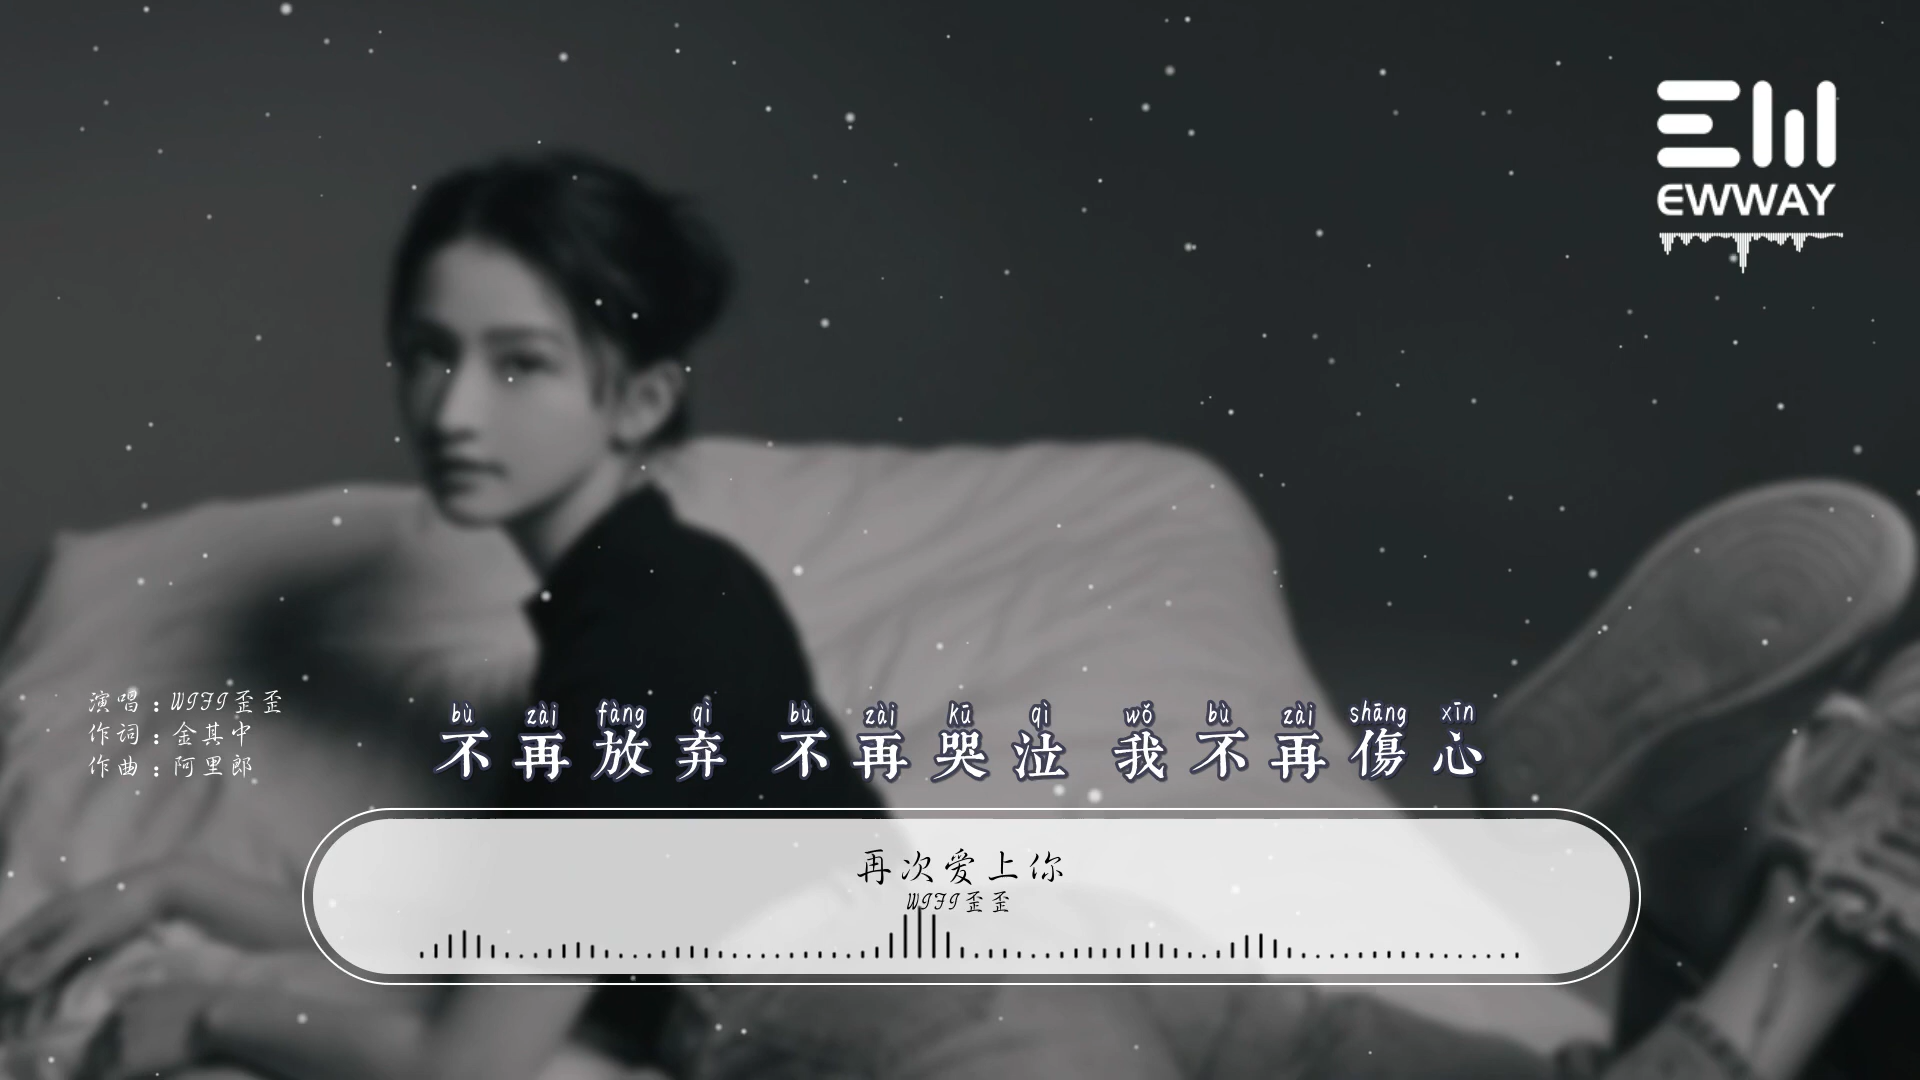 EW
EWWAY
演唱：WIFI歪歪
作词：金其中
作曲：阿里郎
bù zài fàng qì bù zài kū qì wǒ bù zài shāng xīn
不再放弃 不再哭泣 我不再傷心
再次爱上你
WIFI歪歪